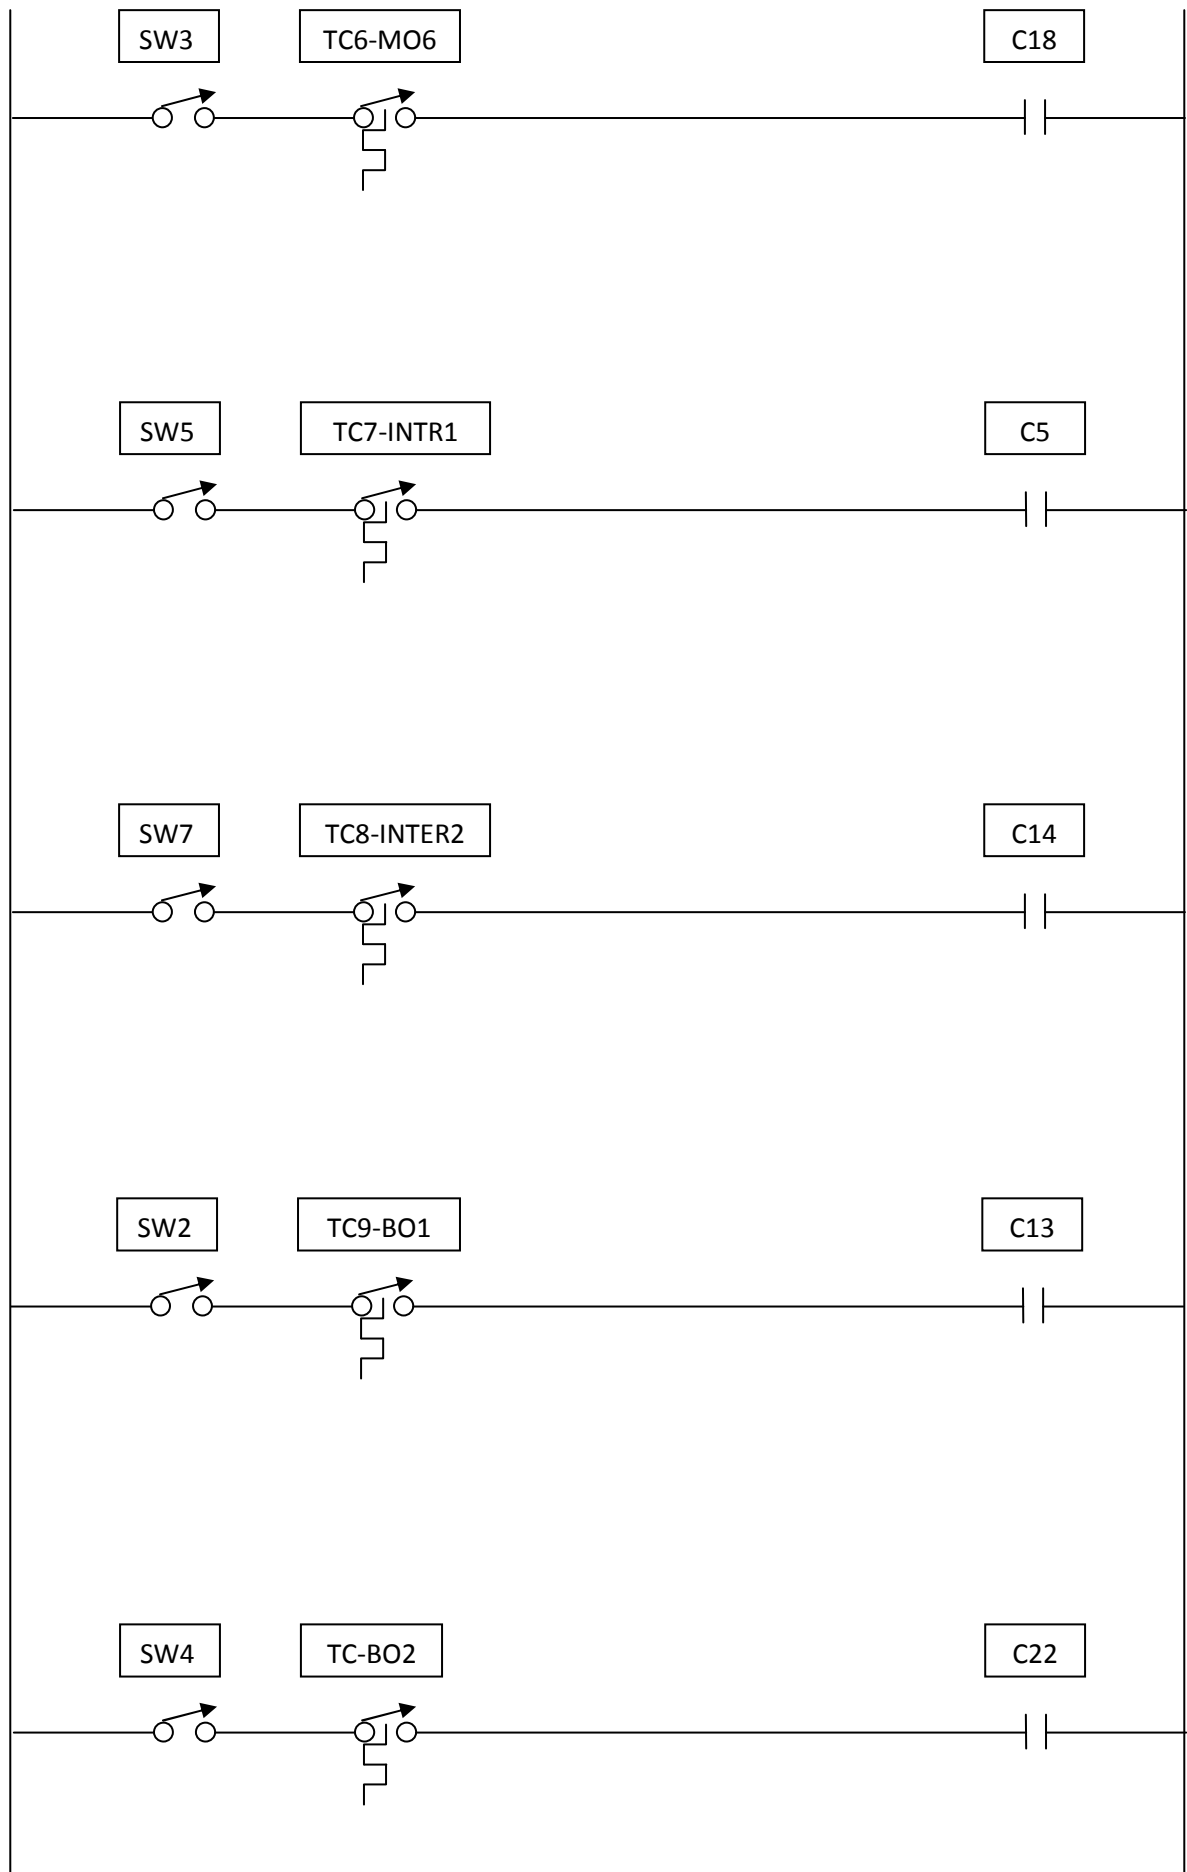 SW3 TC6-MO6 C18
SW5 TC7-INTR1 C5
SW7 TC8-INTER2 C14
SW2 TC9-BO1 C13
SW4 TC-BO2 C22